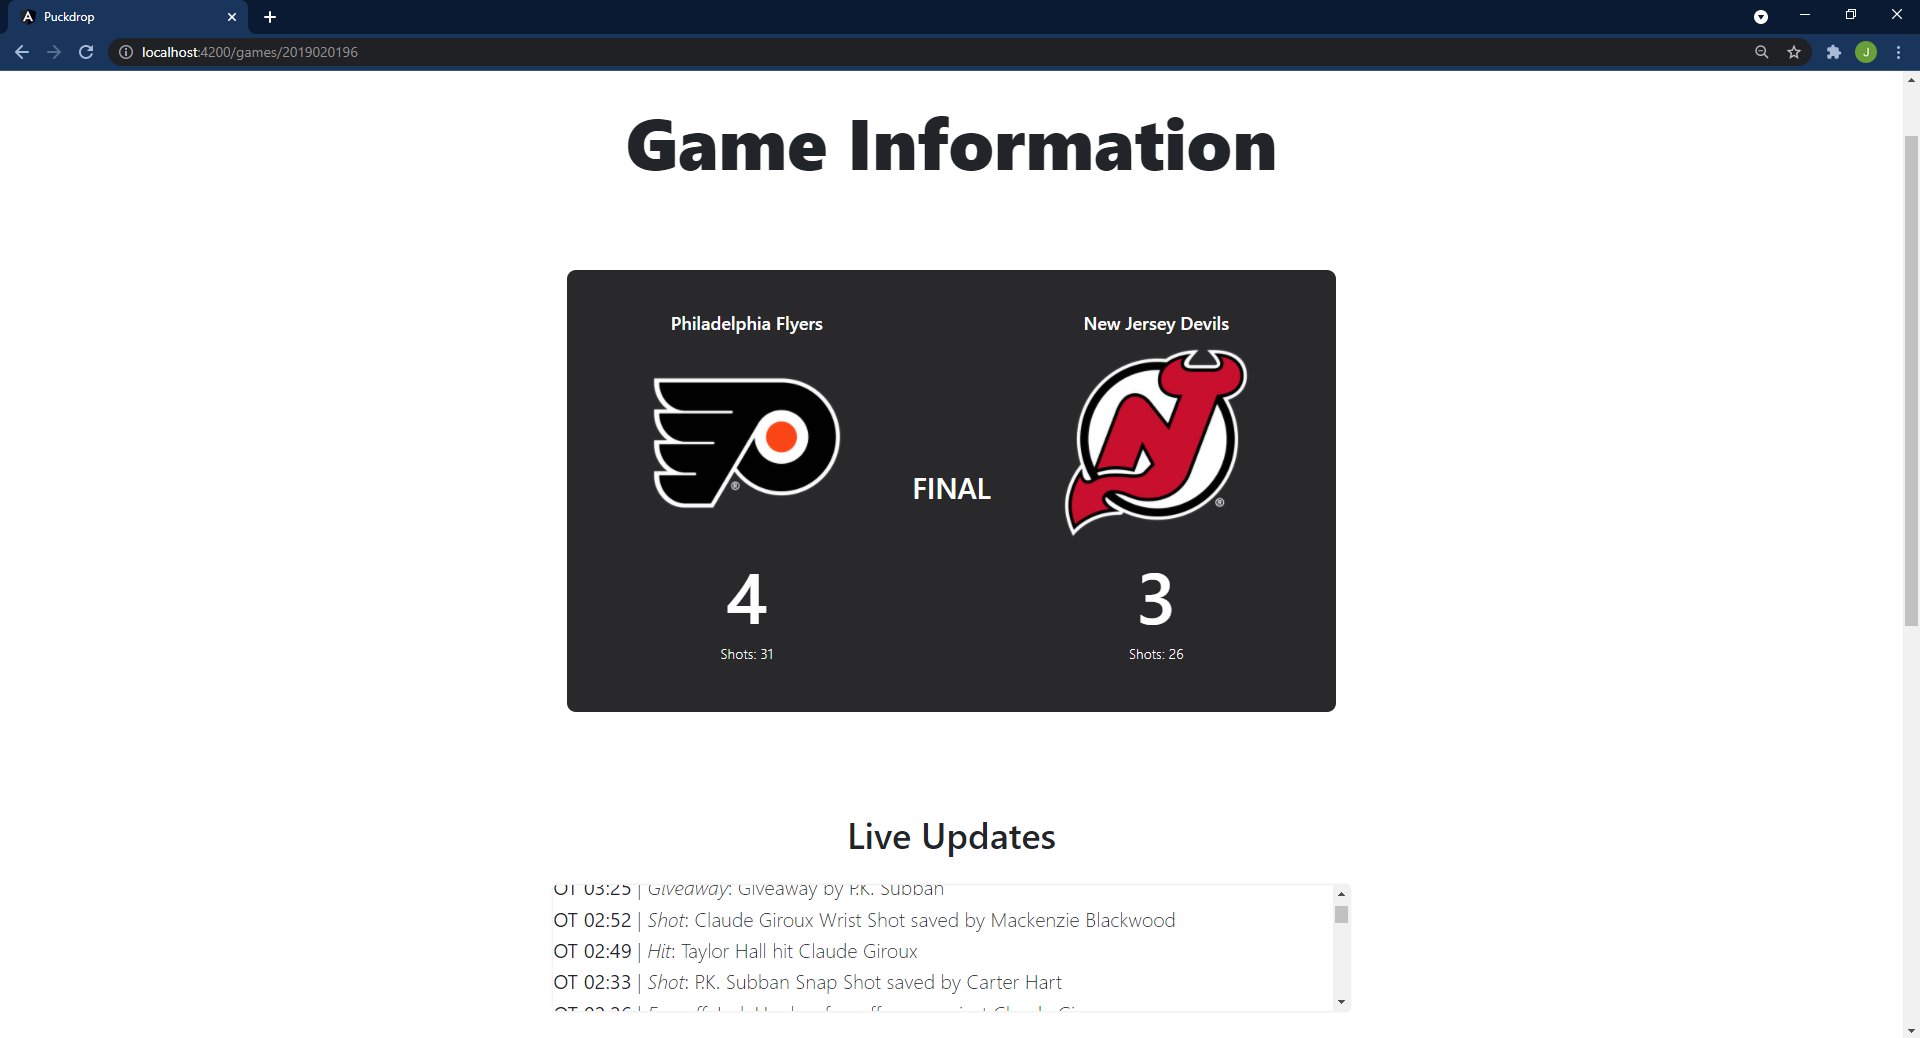 Puckdrop
localhost:4200/games/2019020196
J
Game Information
Philadelphia Flyers
New Jersey Devils
FINAL
4
3
Shots: 31
Shots: 26
Live Updates
OT 03:25 | Giveaway: Giveaway by P.K. Subban
OT 02:52 | Shot: Claude Giroux Wrist Shot saved by Mackenzie Blackwood
OT 02:49 | Hit: Taylor Hall hit Claude Giroux
OT 02:33 | Shot: P.K. Subban Snap Shot saved by Carter Hart